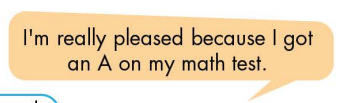 I'm really pleased because I got
an A on my math test.